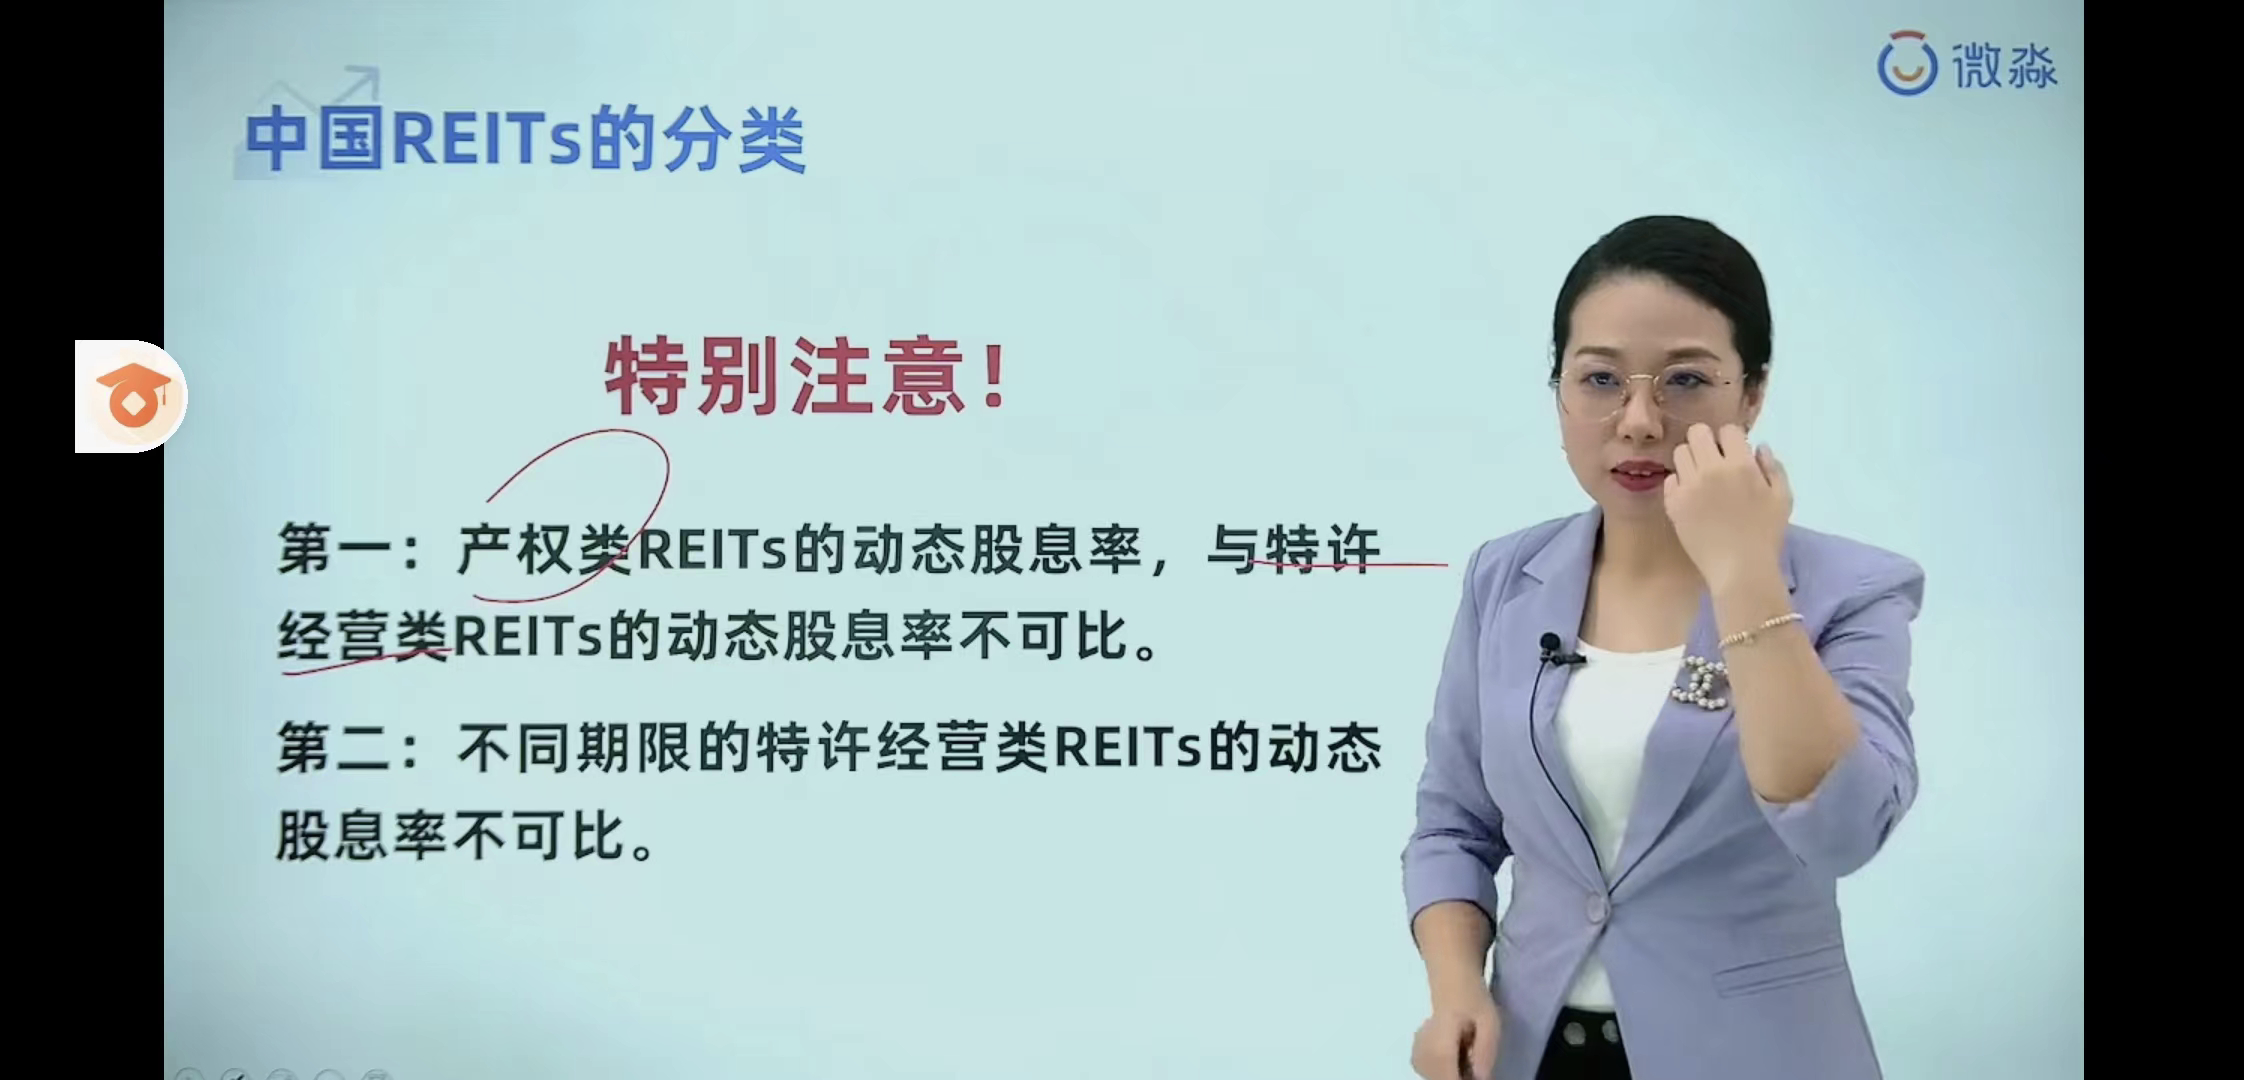 微淼
中国REITs的分类
特别注意！
第一：产权类REITs的动态股息率，与特许
经营类REITs的动态股息率不可比。
第二：不同期限的特许经营类REITs的动态
股息率不可比。